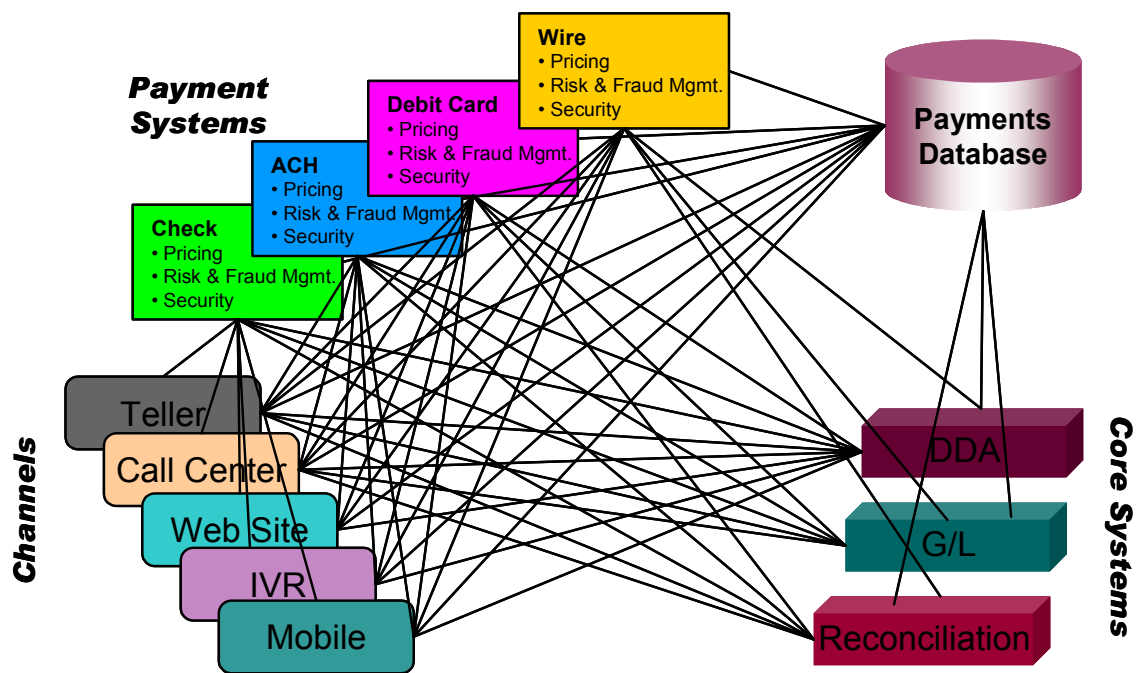 Payment
Systems
Wire
• Pricing
• Risk & Fraud Mgmt.
• Security
Debit Card
• Pricing
• Risk & Fraud Mgmt.
• Security
ACH
• Pricing
• Risk & Fraud Mgmt.
• Security
Check
• Pricing
• Risk & Fraud Mgmt.
• Security
Payments
Database
Channels
Teller
Call Center
Web Site
IVR
Mobile
DDA
G/L
Reconciliation
Core Systems